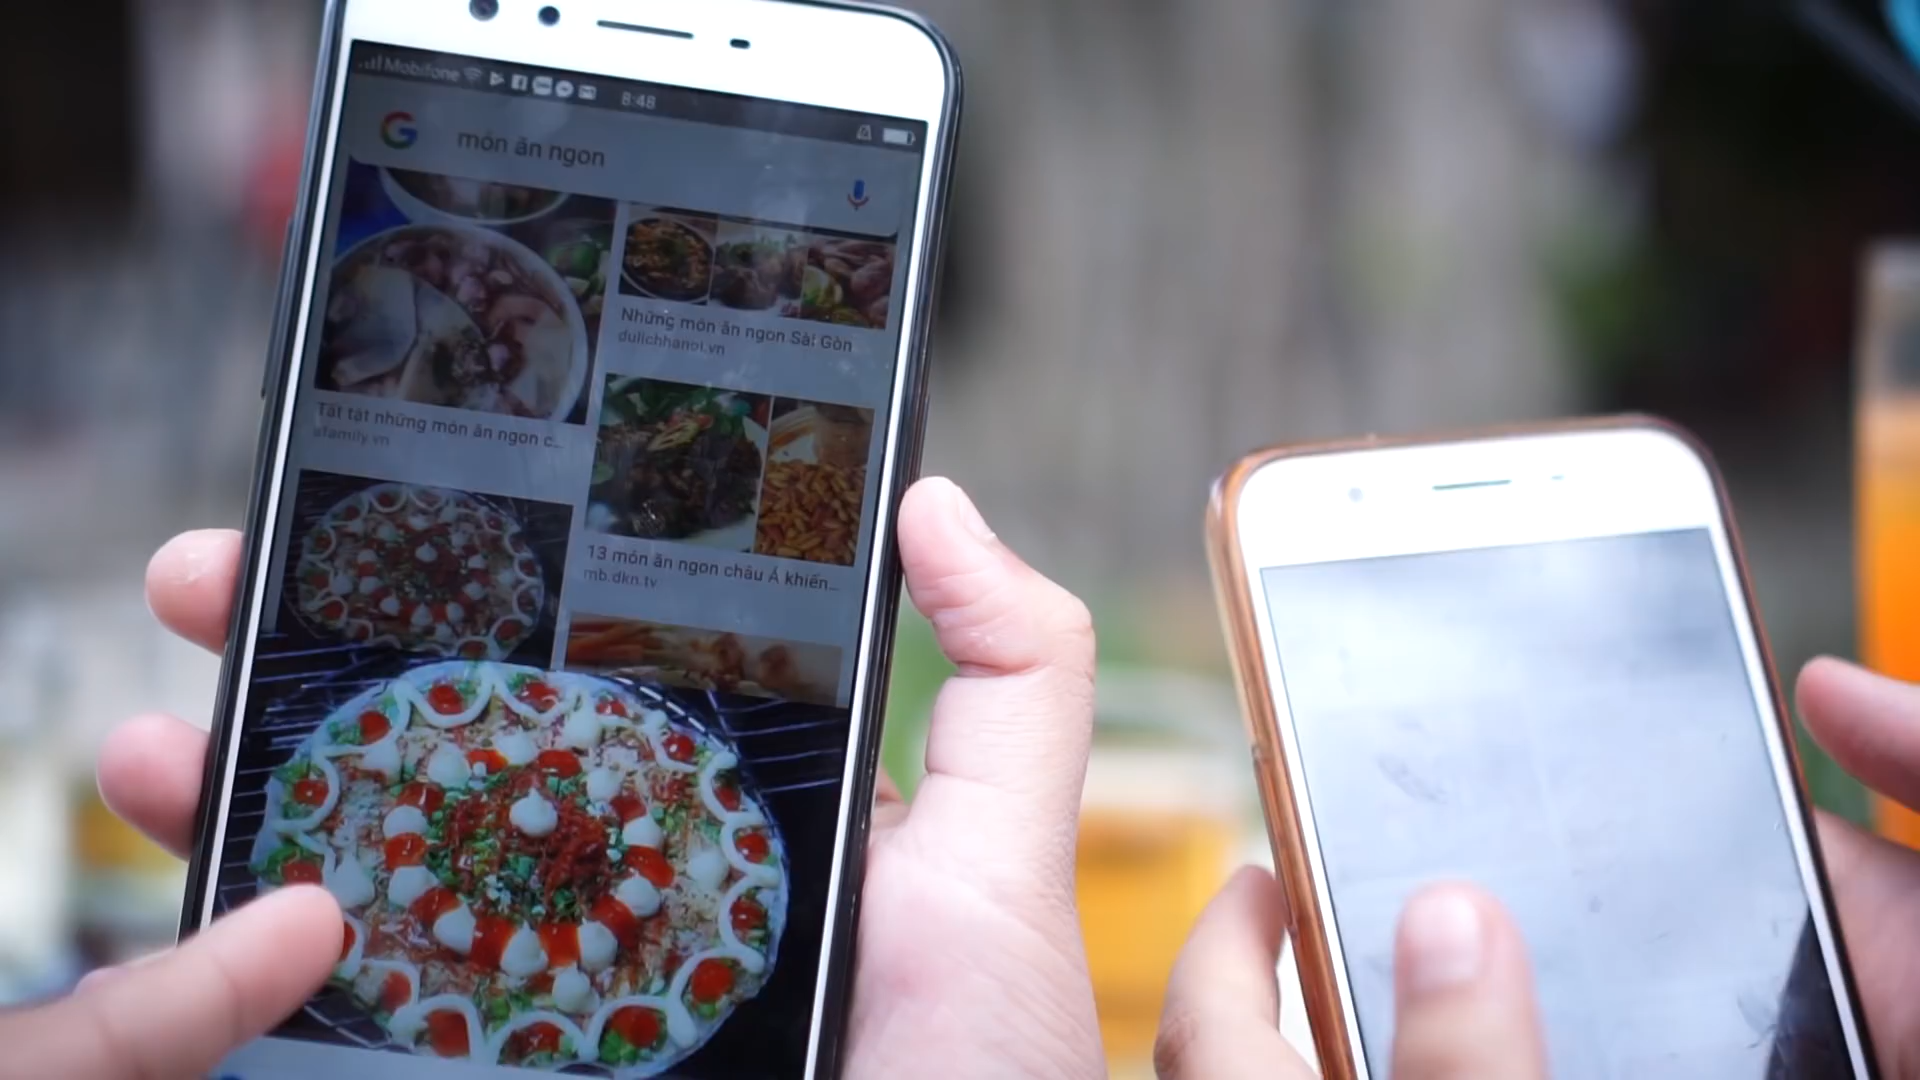 Mobifone
8:48
món ăn ngon
Những món ăn ngon Sài Gòn
dulichhanoi.vn
Tất tật những món ăn ngon c...
afamily.vn
13 món ăn ngon châu Á khiến...
mb.dkn.tv